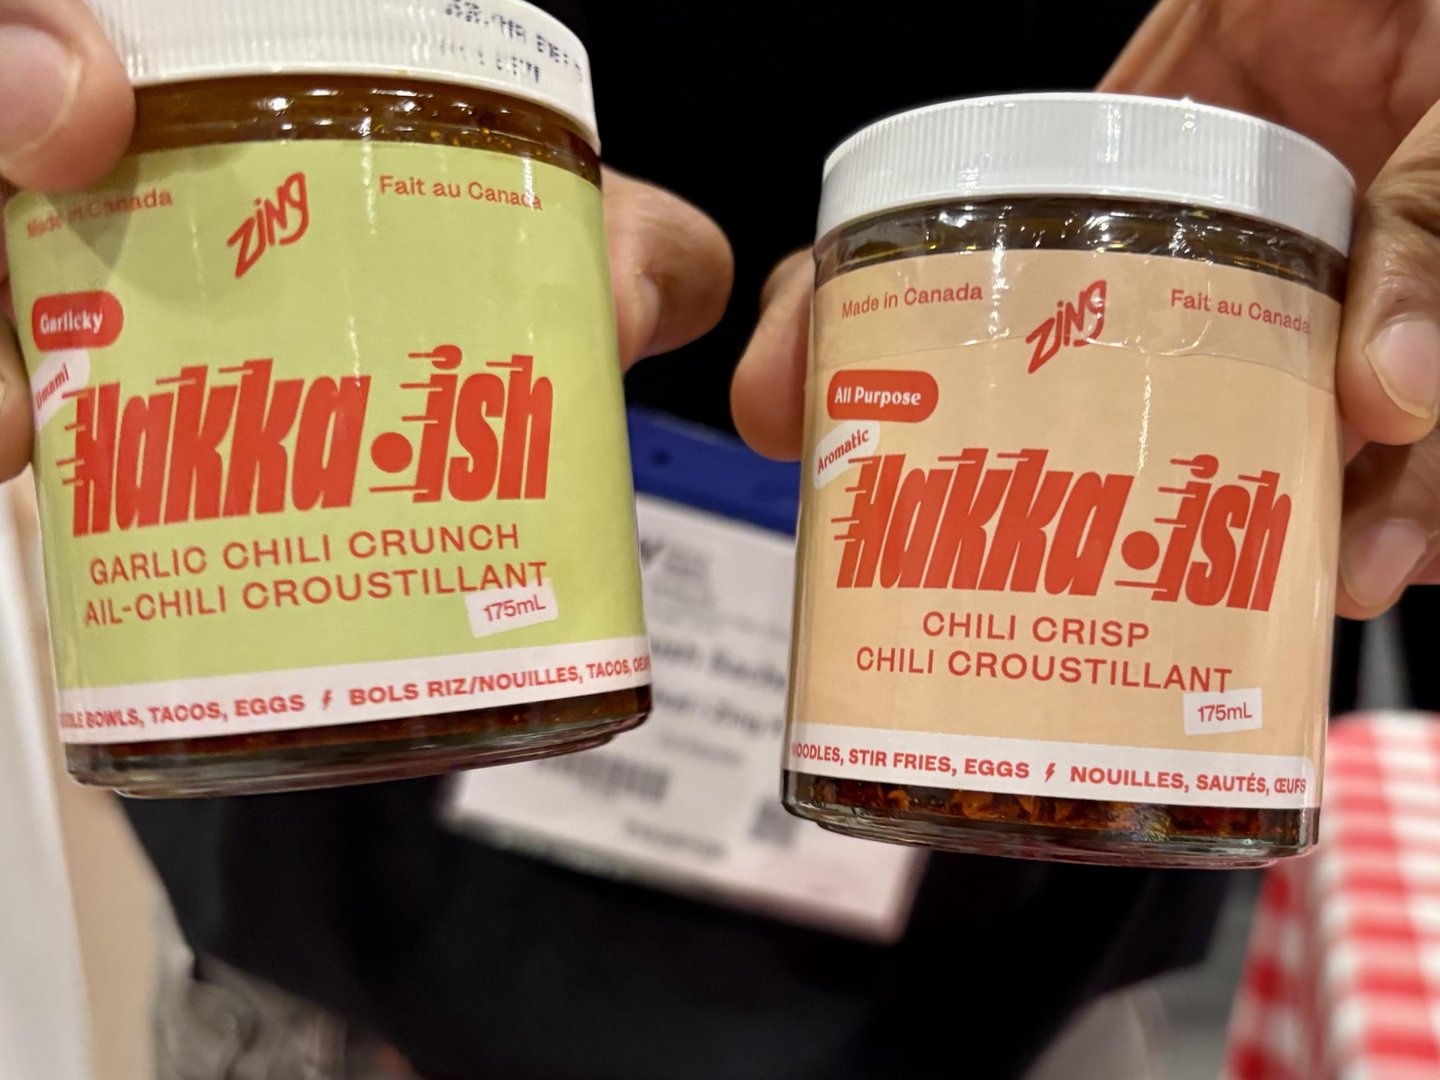 Made in Canada
zing
Fait au Canada
Garlicky
Umami
Hakka-ish
GARLIC CHILI CRUNCH
AIL-CHILI CROUSTILLANT
175mL
BOWLS, TACOS, EGGS ⚡ BOLS RIZ/NOUILLES, TACOS,
Made in Canada
zing
Fait au Canada
All Purpose
Aromatic
Hakka-ish
CHILI CRISP
CHILI CROUSTILLANT
175mL
NOODLES, STIR FRIES, EGGS ⚡ NOUILLES, SAUTÉS, ŒUFS